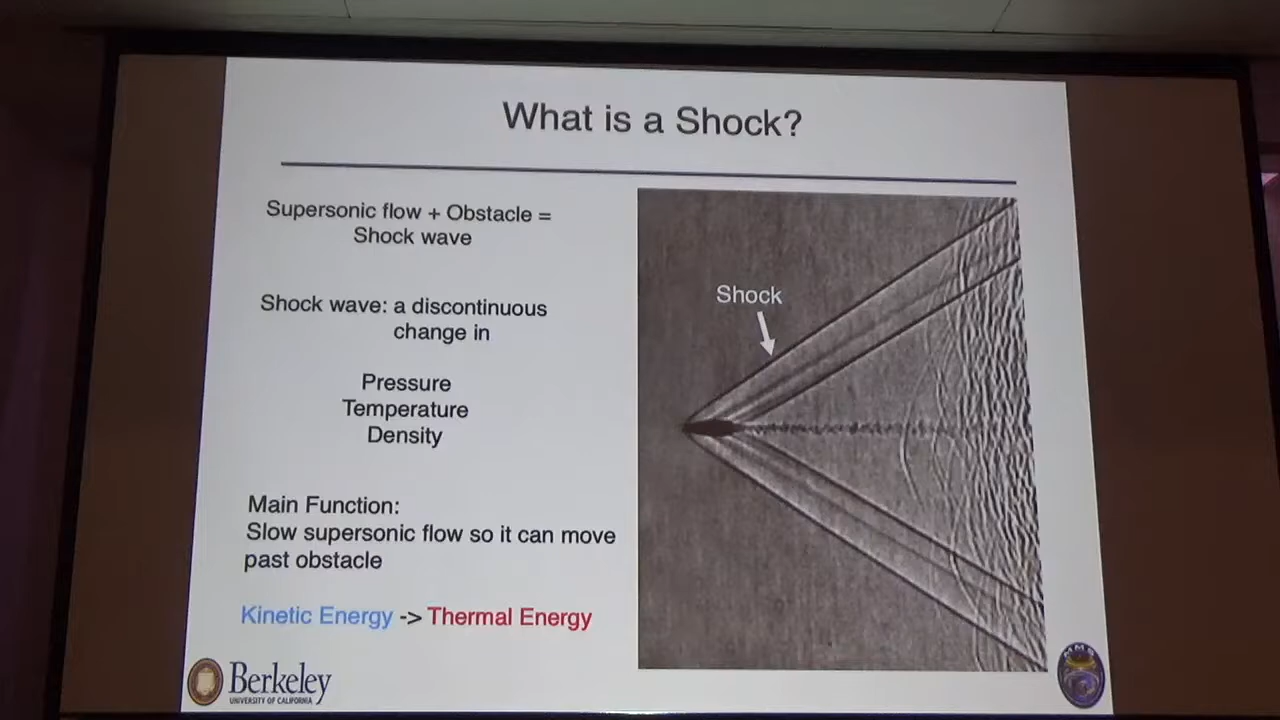 What is a Shock?
Supersonic flow + Obstacle =
Shock wave
Shock wave: a discontinuous
change in
Pressure
Temperature
Density
Main Function:
Slow supersonic flow so it can move
past obstacle
Kinetic Energy -> Thermal Energy
Shock
Berkeley
UNIVERSITY OF CALIFORNIA
MMS